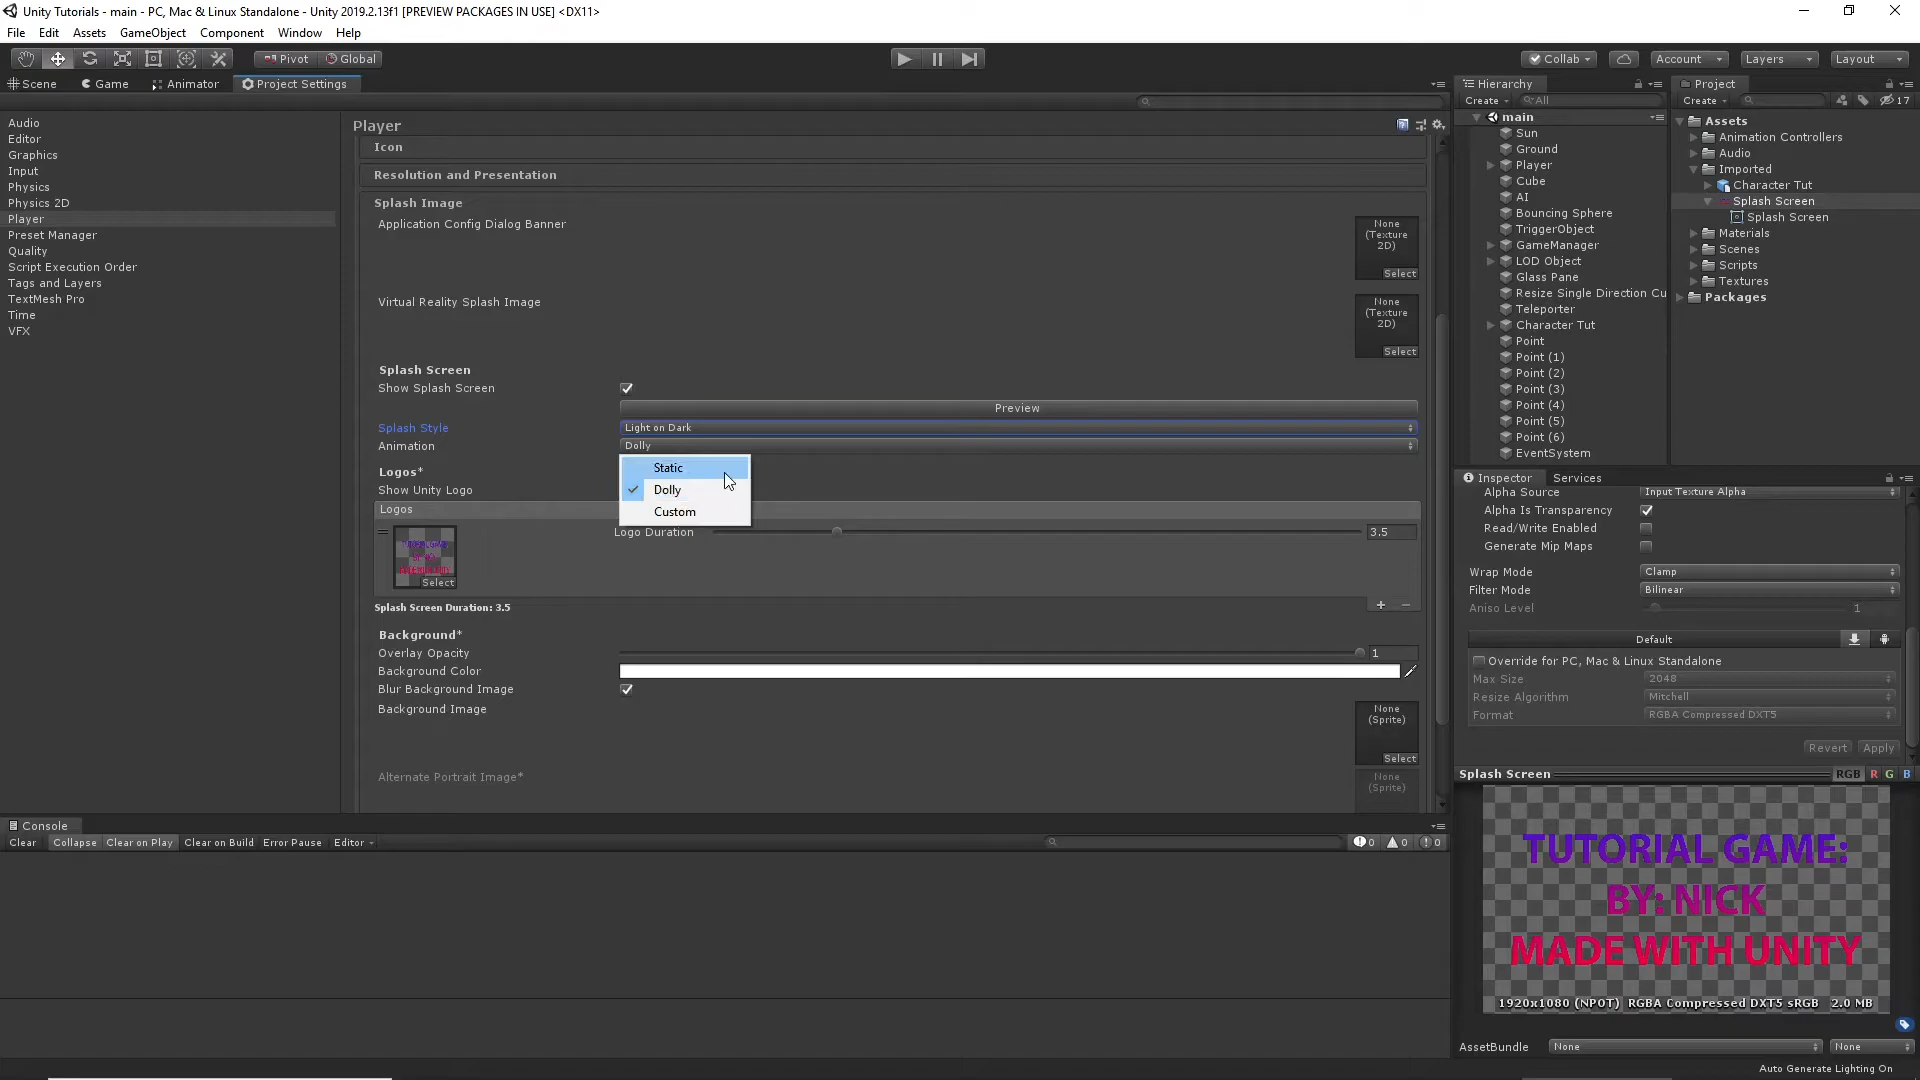 Unity Tutorials - main - PC, Mac & Linux Standalone - Unity 2019.2.13f1 [PREVIEW PACKAGES IN USE] <DX11>
File Edit Assets GameObject Component Window Help
Pivot Global Collab Account Layers Layout
Scene Game Animator Project Settings
Audio
Editor
Graphics
Input
Physics
Physics 2D
Player
Preset Manager
Quality
Script Execution Order
Tags and Layers
TextMesh Pro
Time
VFX
Player
Icon
Resolution and Presentation
Splash Image
Application Config Dialog Banner
None
(Texture
2D)
Select
Virtual Reality Splash Image
None
(Texture
2D)
Select
Splash Screen
Show Splash Screen
Preview
Splash Style Light on Dark
Animation Dolly
Static
Dolly
Custom
Logos*
Show Unity Logo
Logos
Logo Duration 3.5
TUTORIAL GAME:
BY: NICK
MADE WITH UNITY
Select
Splash Screen Duration: 3.5
+ −
Background*
Overlay Opacity 1
Background Color
Blur Background Image
Background Image
None
(Sprite)
Select
Alternate Portrait Image*
None
(Sprite)
Console
Clear Collapse Clear on Play Clear on Build Error Pause Editor 0 0 0
Hierarchy
Create All
main
Sun
Ground
Player
Cube
AI
Bouncing Sphere
TriggerObject
GameManager
LOD Object
Glass Pane
Resize Single Direction Cu
Teleporter
Character Tut
Point
Point (1)
Point (2)
Point (3)
Point (4)
Point (5)
Point (6)
EventSystem
Project
Create 17
Assets
Animation Controllers
Audio
Imported
Character Tut
Splash Screen
Splash Screen
Materials
Scenes
Scripts
Textures
Packages
Inspector Services
Alpha Source Input Texture Alpha
Alpha Is Transparency
Read/Write Enabled
Generate Mip Maps
Wrap Mode Clamp
Filter Mode Bilinear
Aniso Level 1
Default
Override for PC, Mac & Linux Standalone
Max Size 2048
Resize Algorithm Mitchell
Format RGBA Compressed DXT5
Revert Apply
Splash Screen RGB R G B
TUTORIAL GAME:
BY: NICK
MADE WITH UNITY
1920x1080 (NPOT) RGBA Compressed DXT5 sRGB 2.0 MB
AssetBundle None None
Auto Generate Lighting On